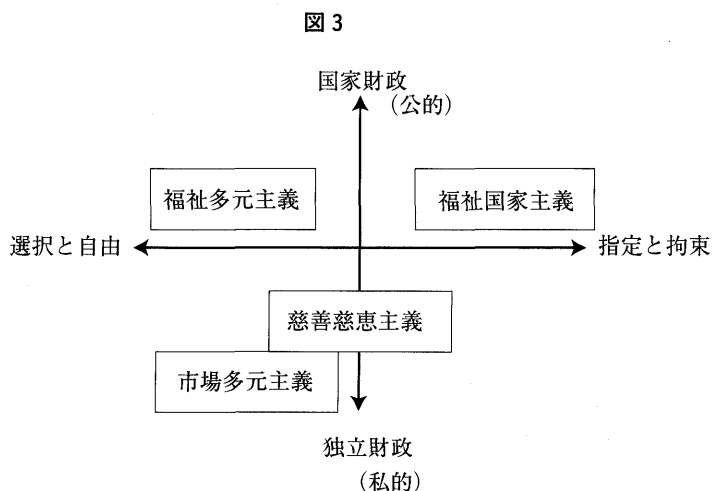 図 3
国家財政
（公的）
福祉多元主義
福祉国家主義
選択と自由
指定と拘束
慈善慈恵主義
市場多元主義
独立財政
（私的）